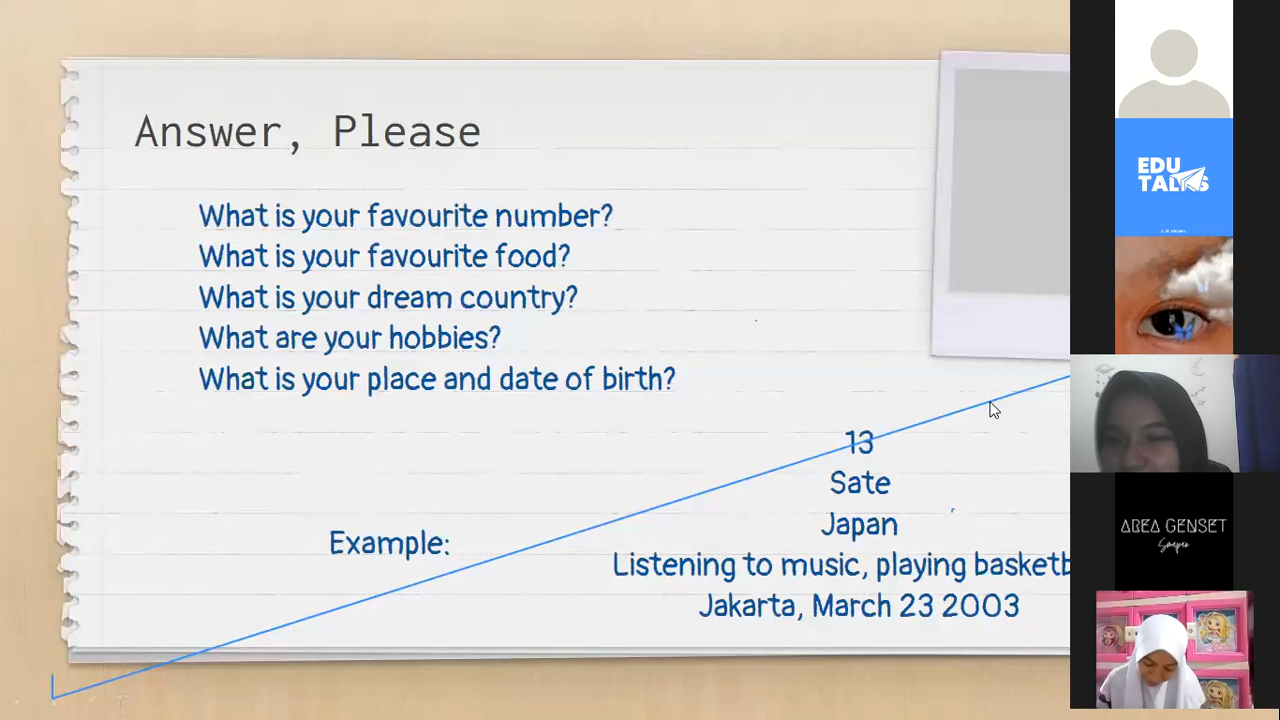 Answer, Please
What is your favourite number?
What is your favourite food?
What is your dream country?
What are your hobbies?
What is your place and date of birth?
Example:
13
Sate
Japan
Listening to music, playing basketb
Jakarta, March 23 2003
EDU
TALKS
AREA GENSET